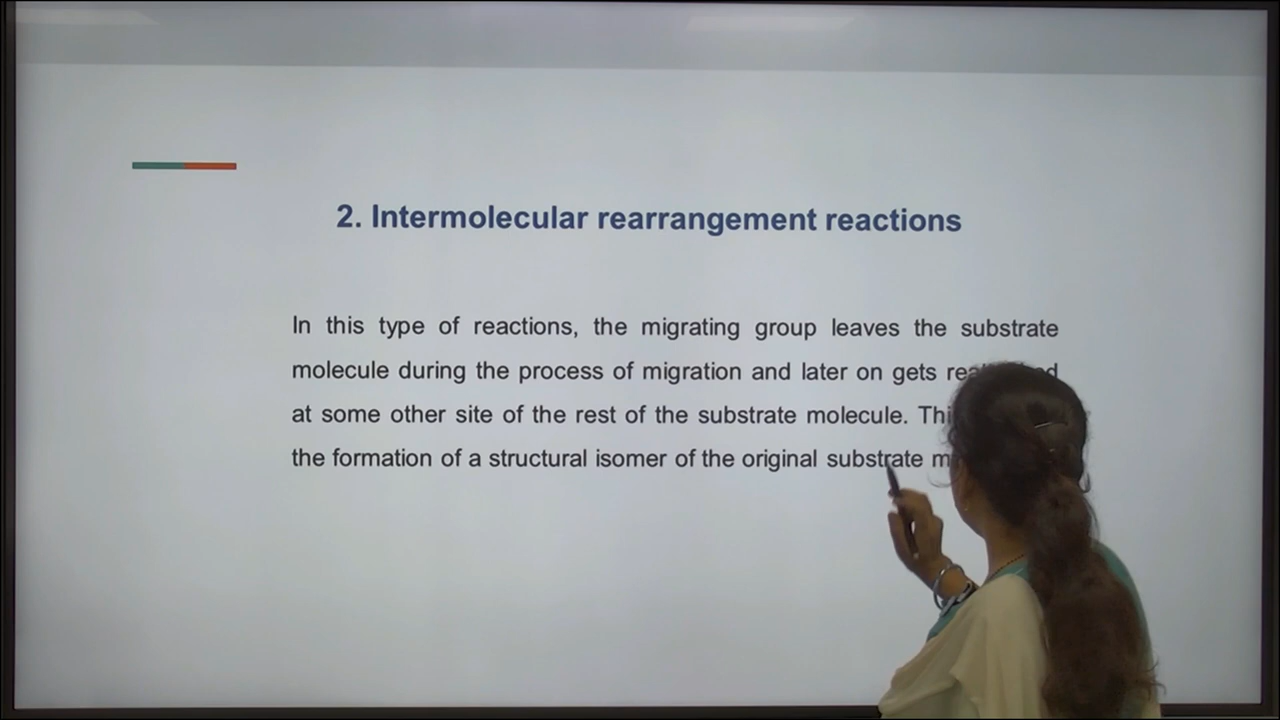 2. Intermolecular rearrangement reactions
In this type of reactions, the migrating group leaves the substrate
molecule during the process of migration and later on gets
at some other site of the rest of the substrate molecule.
the formation of a structural isomer of the original substrate